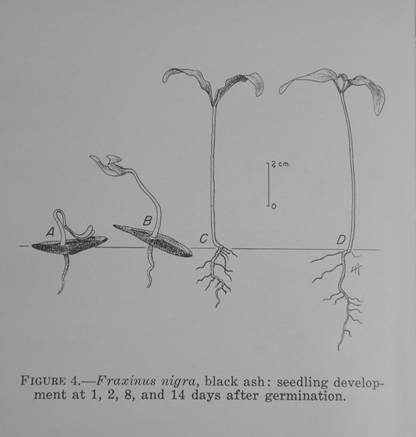 2 cm.
0
A
B
C
D
FIGURE 4.—Fraxinus nigra, black ash: seedling develop-
ment at 1, 2, 8, and 14 days after germination.